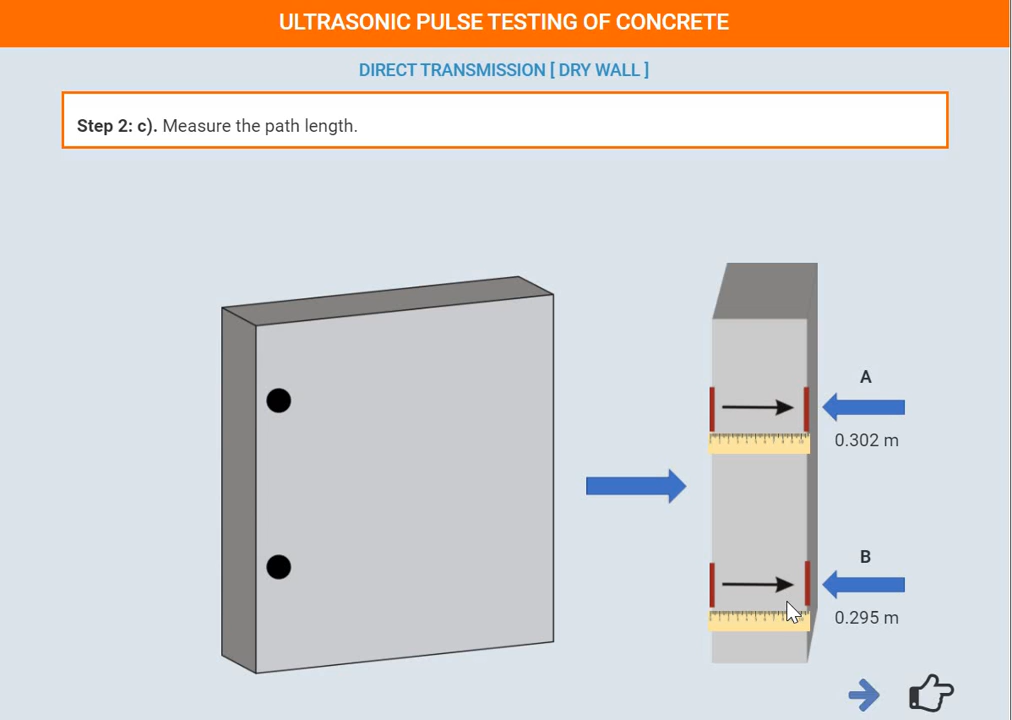 ULTRASONIC PULSE TESTING OF CONCRETE
DIRECT TRANSMISSION [ DRY WALL ]
Step 2: c). Measure the path length.
A
0.302 m
B
0.295 m